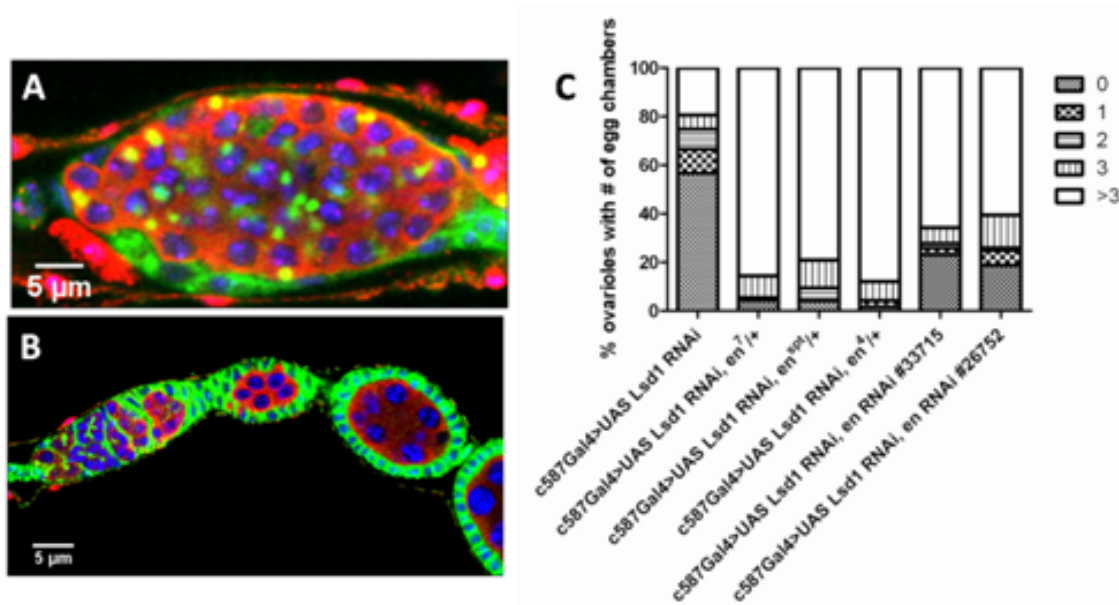 A
5 µm
B
5 µm
C
% ovarioles with # of egg chambers
100
80
60
40
20
0
c587Gal4>UAS Lsd1 RNAi
c587Gal4>UAS Lsd1 RNAi, en7/+
c587Gal4>UAS Lsd1 RNAi, enspt/+
c587Gal4>UAS Lsd1 RNAi, en4/+
c587Gal4>UAS Lsd1 RNAi, en RNAi #33715
c587Gal4>UAS Lsd1 RNAi, en RNAi #26752
0
1
2
3
>3